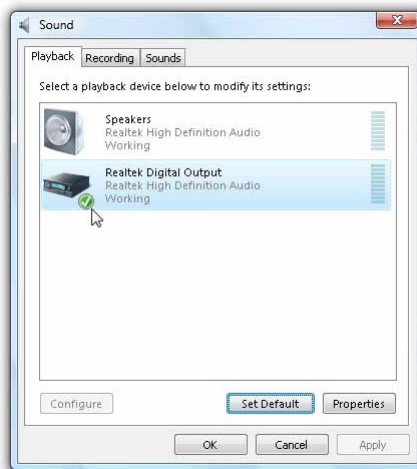 Sound
Playback Recording Sounds
Select a playback device below to modify its settings:
Speakers
Realtek High Definition Audio
Working
Realtek Digital Output
Realtek High Definition Audio
Working
Configure Set Default Properties
OK Cancel Apply